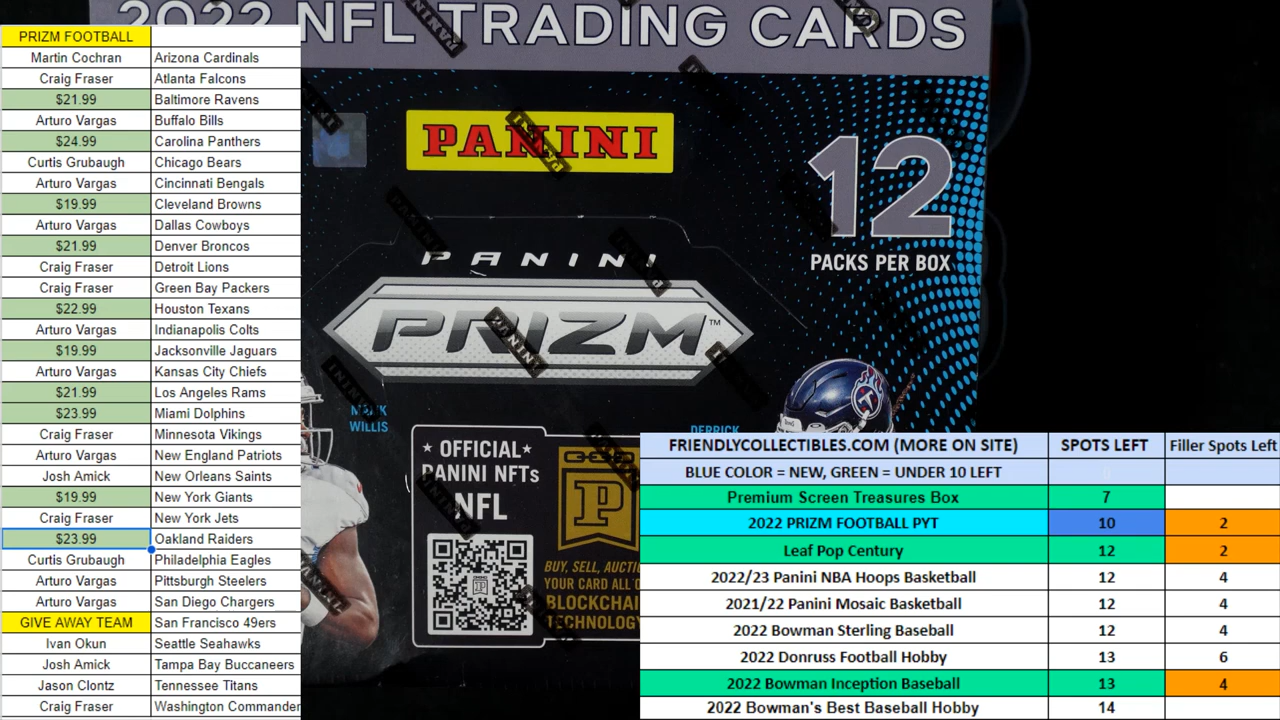 PRIZM FOOTBALL
Martin Cochran Arizona Cardinals
Craig Fraser Atlanta Falcons
$21.99 Baltimore Ravens
Arturo Vargas Buffalo Bills
$24.99 Carolina Panthers
Curtis Grubaugh Chicago Bears
Arturo Vargas Cincinnati Bengals
$19.99 Cleveland Browns
Arturo Vargas Dallas Cowboys
$21.99 Denver Broncos
Craig Fraser Detroit Lions
Craig Fraser Green Bay Packers
$22.99 Houston Texans
Arturo Vargas Indianapolis Colts
$19.99 Jacksonville Jaguars
Arturo Vargas Kansas City Chiefs
$21.99 Los Angeles Rams
$23.99 Miami Dolphins
Craig Fraser Minnesota Vikings
Arturo Vargas New England Patriots
Josh Amick New Orleans Saints
$19.99 New York Giants
Craig Fraser New York Jets
$23.99 Oakland Raiders
Curtis Grubaugh Philadelphia Eagles
Arturo Vargas Pittsburgh Steelers
Arturo Vargas San Diego Chargers
GIVE AWAY TEAM San Francisco 49ers
Ivan Okun Seattle Seahawks
Josh Amick Tampa Bay Buccaneers
Jason Clontz Tennessee Titans
Craig Fraser Washington Commander
2022 NFL TRADING CARDS
PANINI
12
PACKS PER BOX
PANINI
PRIZM™
WILLIS
DERRICK
★ OFFICIAL ★
PANINI NFTs
NFL
BUY, SELL,
YOUR CARD ALL
BLOCKCHAI
TECHNOLOGY
FRIENDLYCOLLECTIBLES.COM (MORE ON SITE) SPOTS LEFT Filler Spots Left
BLUE COLOR = NEW, GREEN = UNDER 10 LEFT 0
Premium Screen Treasures Box 7
2022 PRIZM FOOTBALL PYT 10 2
Leaf Pop Century 12 2
2022/23 Panini NBA Hoops Basketball 12 4
2021/22 Panini Mosaic Basketball 12 4
2022 Bowman Sterling Baseball 12 4
2022 Donruss Football Hobby 13 6
2022 Bowman Inception Baseball 13 4
2022 Bowman's Best Baseball Hobby 14